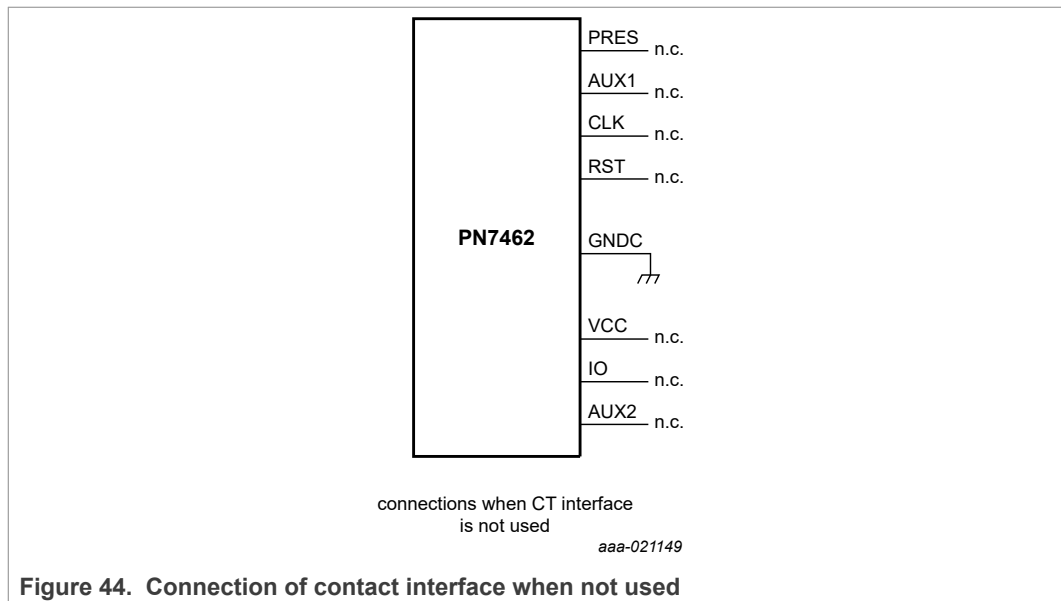 PRES n.c.
AUX1 n.c.
CLK n.c.
RST n.c.
PN7462
GNDC
VCC n.c.
IO n.c.
AUX2 n.c.
connections when CT interface
is not used
aaa-021149
Figure 44. Connection of contact interface when not used